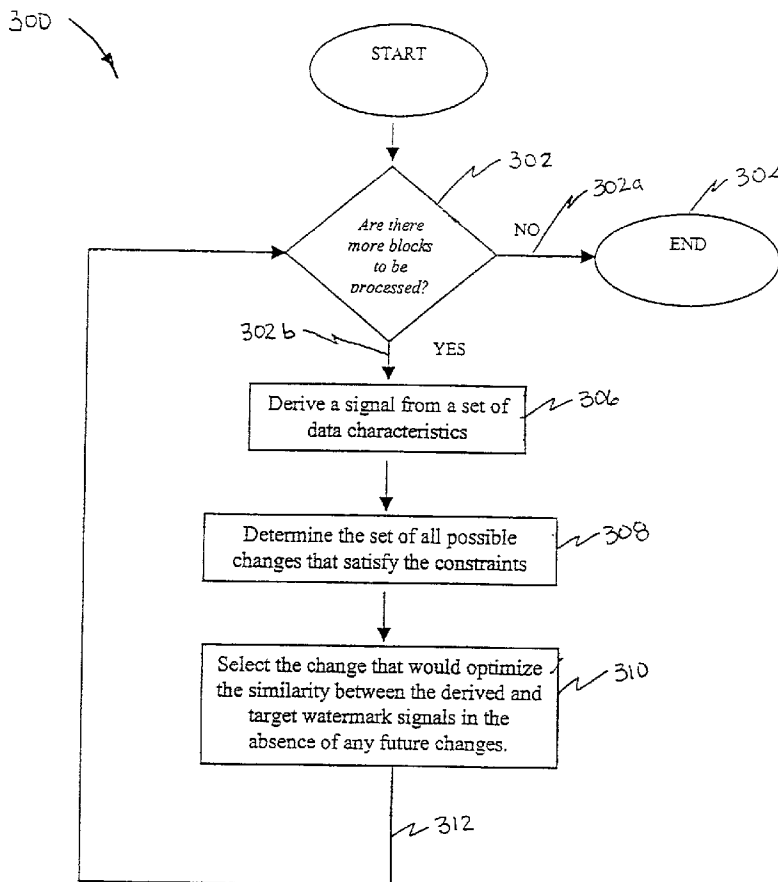 300
START
302
302a
304
Are there
more blocks
to be
processed?
NO
END
302b
YES
Derive a signal from a set of
data characteristics
306
Determine the set of all possible
changes that satisfy the constraints
308
Select the change that would optimize
the similarity between the derived and
target watermark signals in the
absence of any future changes.
310
312